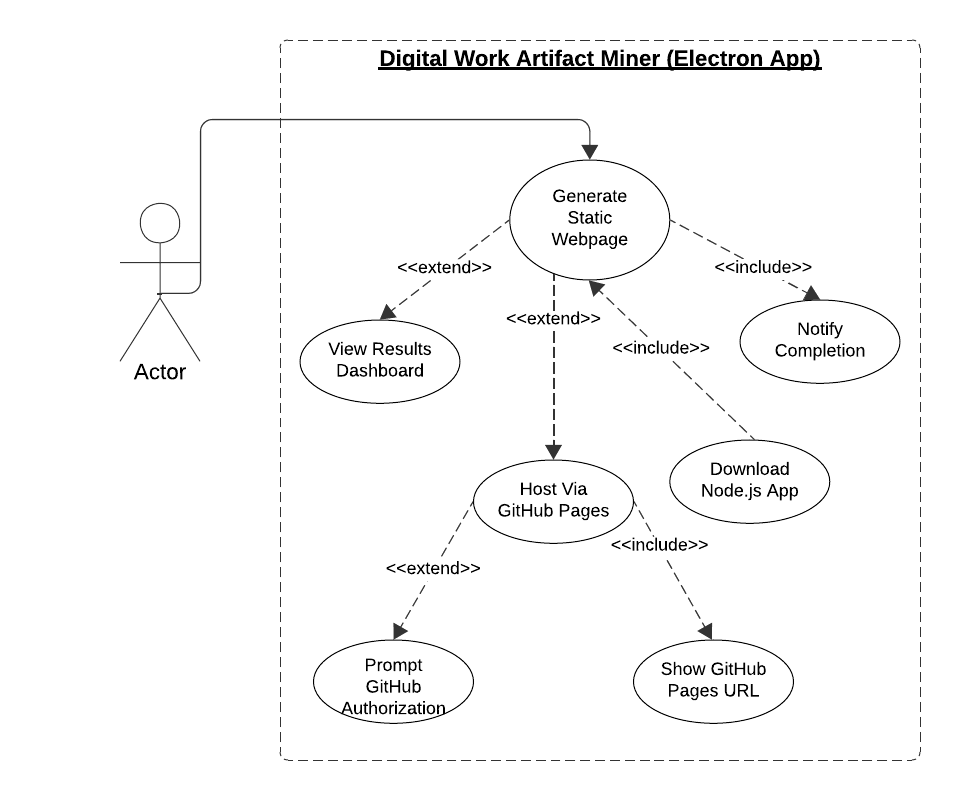 Digital Work Artifact Miner (Electron App)
Generate
Static
Webpage
<<extend>>
<<include>>
<<extend>>
<<include>>
Notify
Completion
View Results
Dashboard
Actor
Download
Node.js App
Host Via
GitHub Pages
<<include>>
<<extend>>
Prompt
GitHub
Authorization
Show GitHub
Pages URL